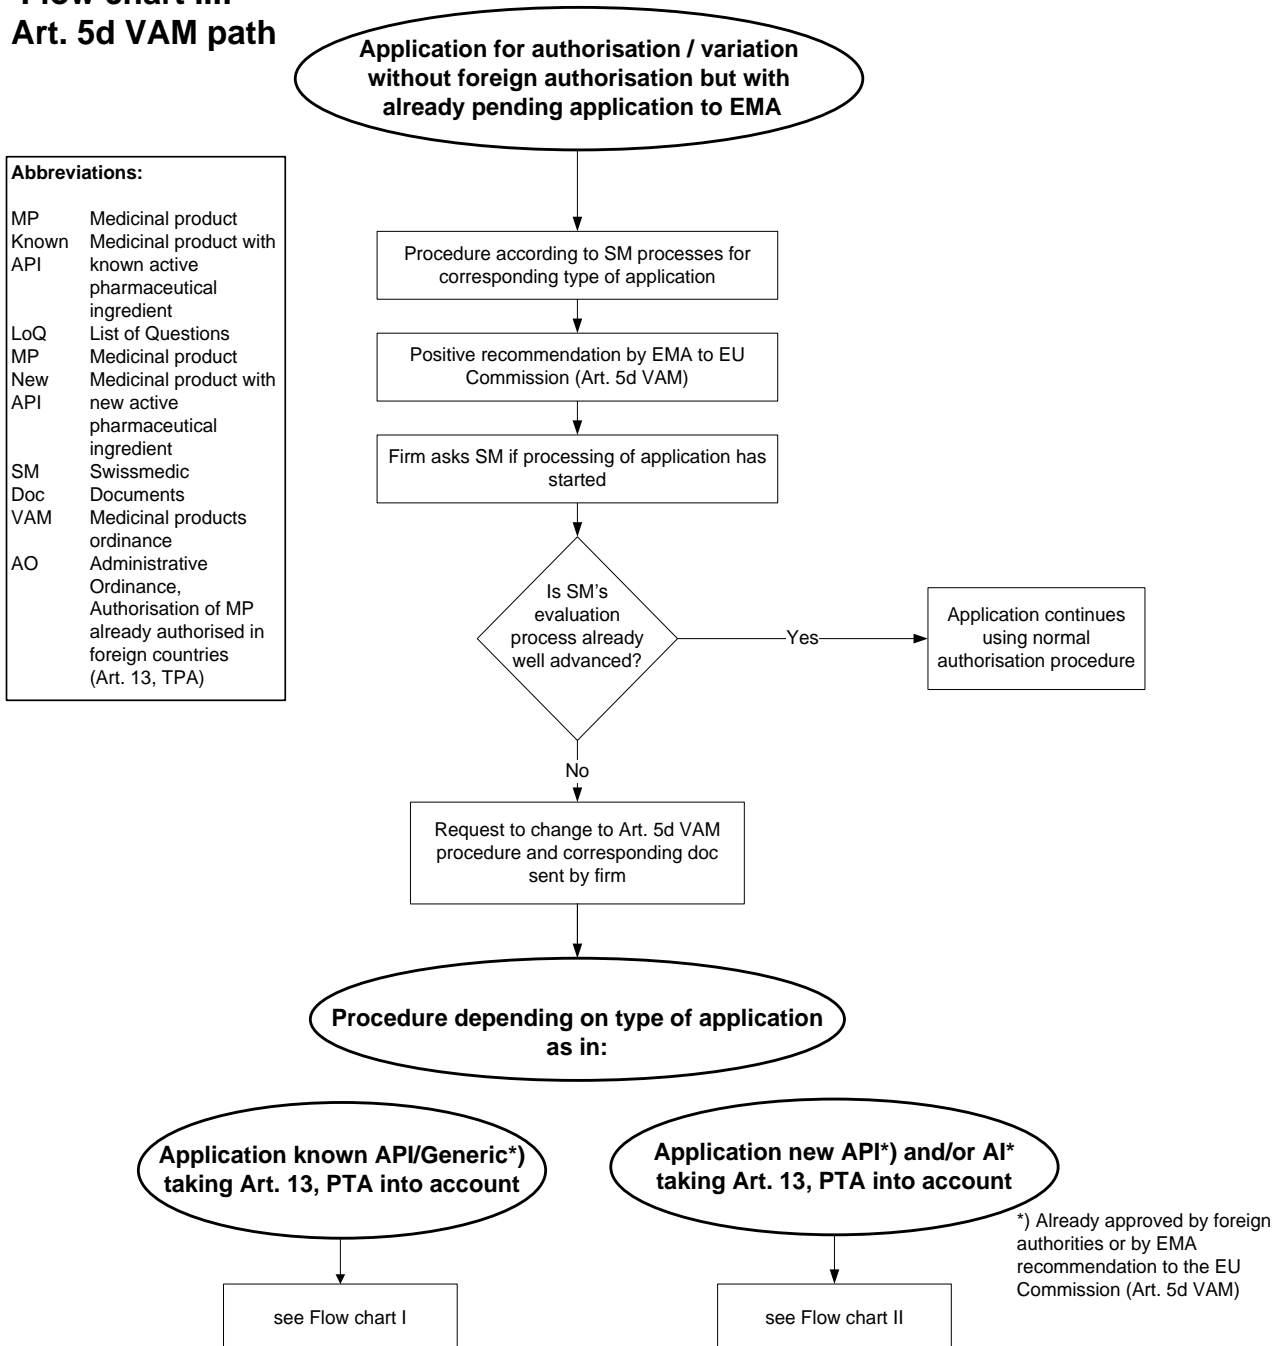 Flow chart III:
Art. 5d VAM path
Application for authorisation / variation
without foreign authorisation but with
already pending application to EMA
Abbreviations:
MP Medicinal product
Known Medicinal product with
API known active
pharmaceutical
ingredient
LoQ List of Questions
MP Medicinal product
New Medicinal product with
API new active
pharmaceutical
ingredient
SM Swissmedic
Doc Documents
VAM Medicinal products
ordinance
AO Administrative
Ordinance,
Authorisation of MP
already authorised in
foreign countries
(Art. 13, TPA)
Procedure according to SM processes for
corresponding type of application
Positive recommendation by EMA to EU
Commission (Art. 5d VAM)
Firm asks SM if processing of application has
started
Is SM's
evaluation
process already
well advanced?
Yes
Application continues
using normal
authorisation procedure
No
Request to change to Art. 5d VAM
procedure and corresponding doc
sent by firm
Procedure depending on type of application
as in:
Application known API/Generic*)
taking Art. 13, PTA into account
Application new API*) and/or AI*
taking Art. 13, PTA into account
*) Already approved by foreign
authorities or by EMA
recommendation to the EU
Commission (Art. 5d VAM)
see Flow chart I
see Flow chart II